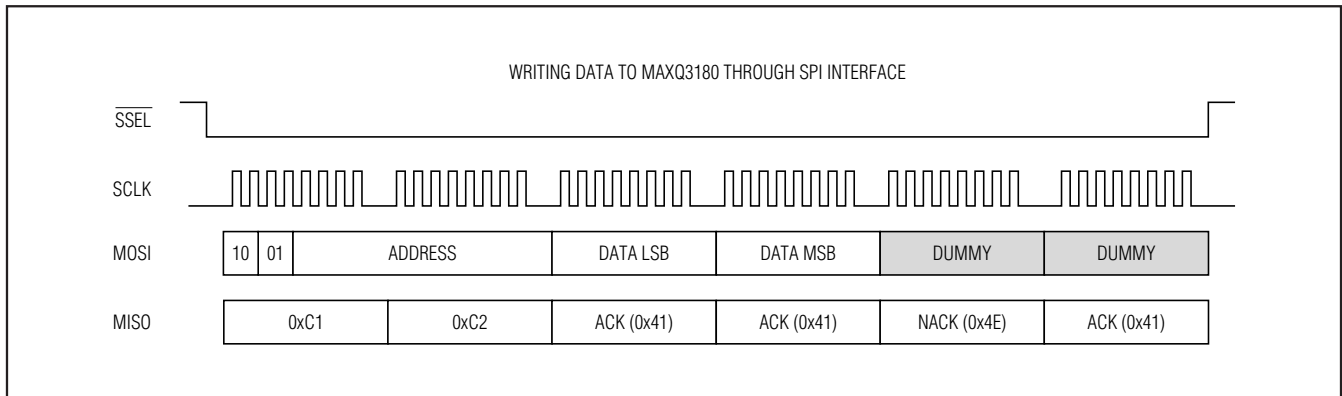 WRITING DATA TO MAXQ3180 THROUGH SPI INTERFACE
SSEL
SCLK
MOSI 10 01 ADDRESS DATA LSB DATA MSB DUMMY DUMMY
MISO 0xC1 0xC2 ACK (0x41) ACK (0x41) NACK (0x4E) ACK (0x41)